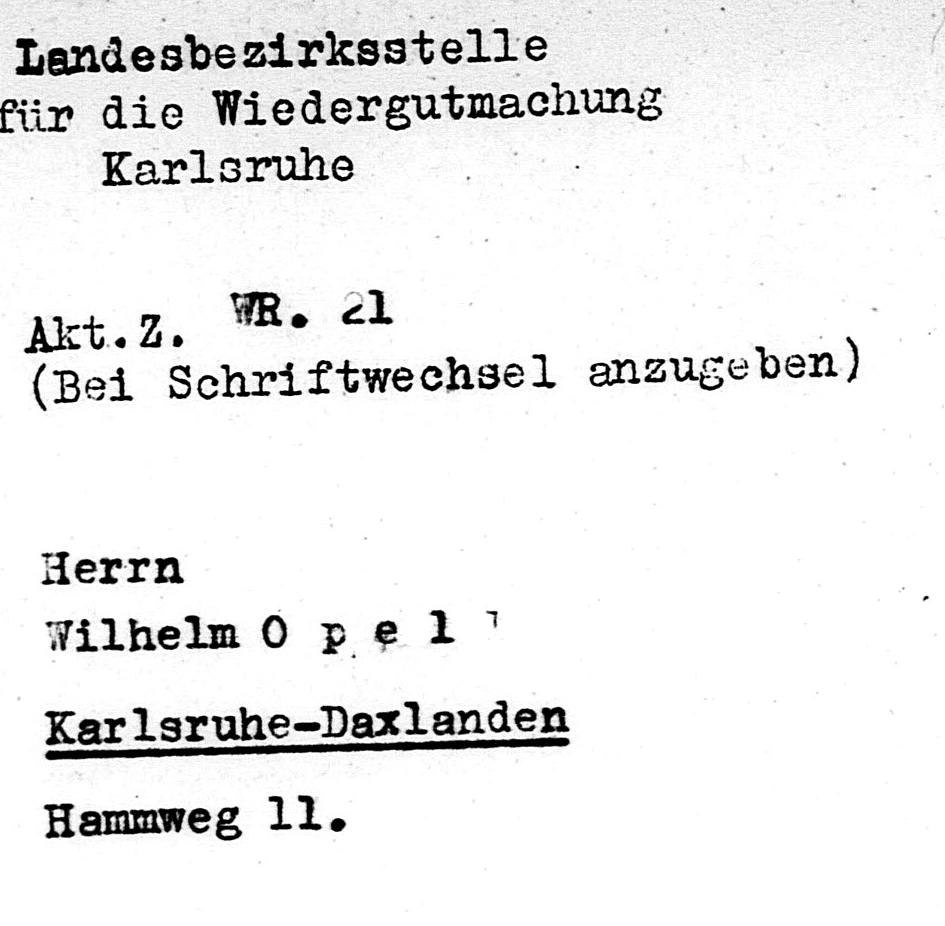 Landesbezirksstelle
für die Wiedergutmachung
Karlsruhe
Akt.Z. WR. 21
(Bei Schriftwechsel anzugeben)
Herrn
Wilhelm O p e l
Karlsruhe-Daxlanden
Hammweg 11.